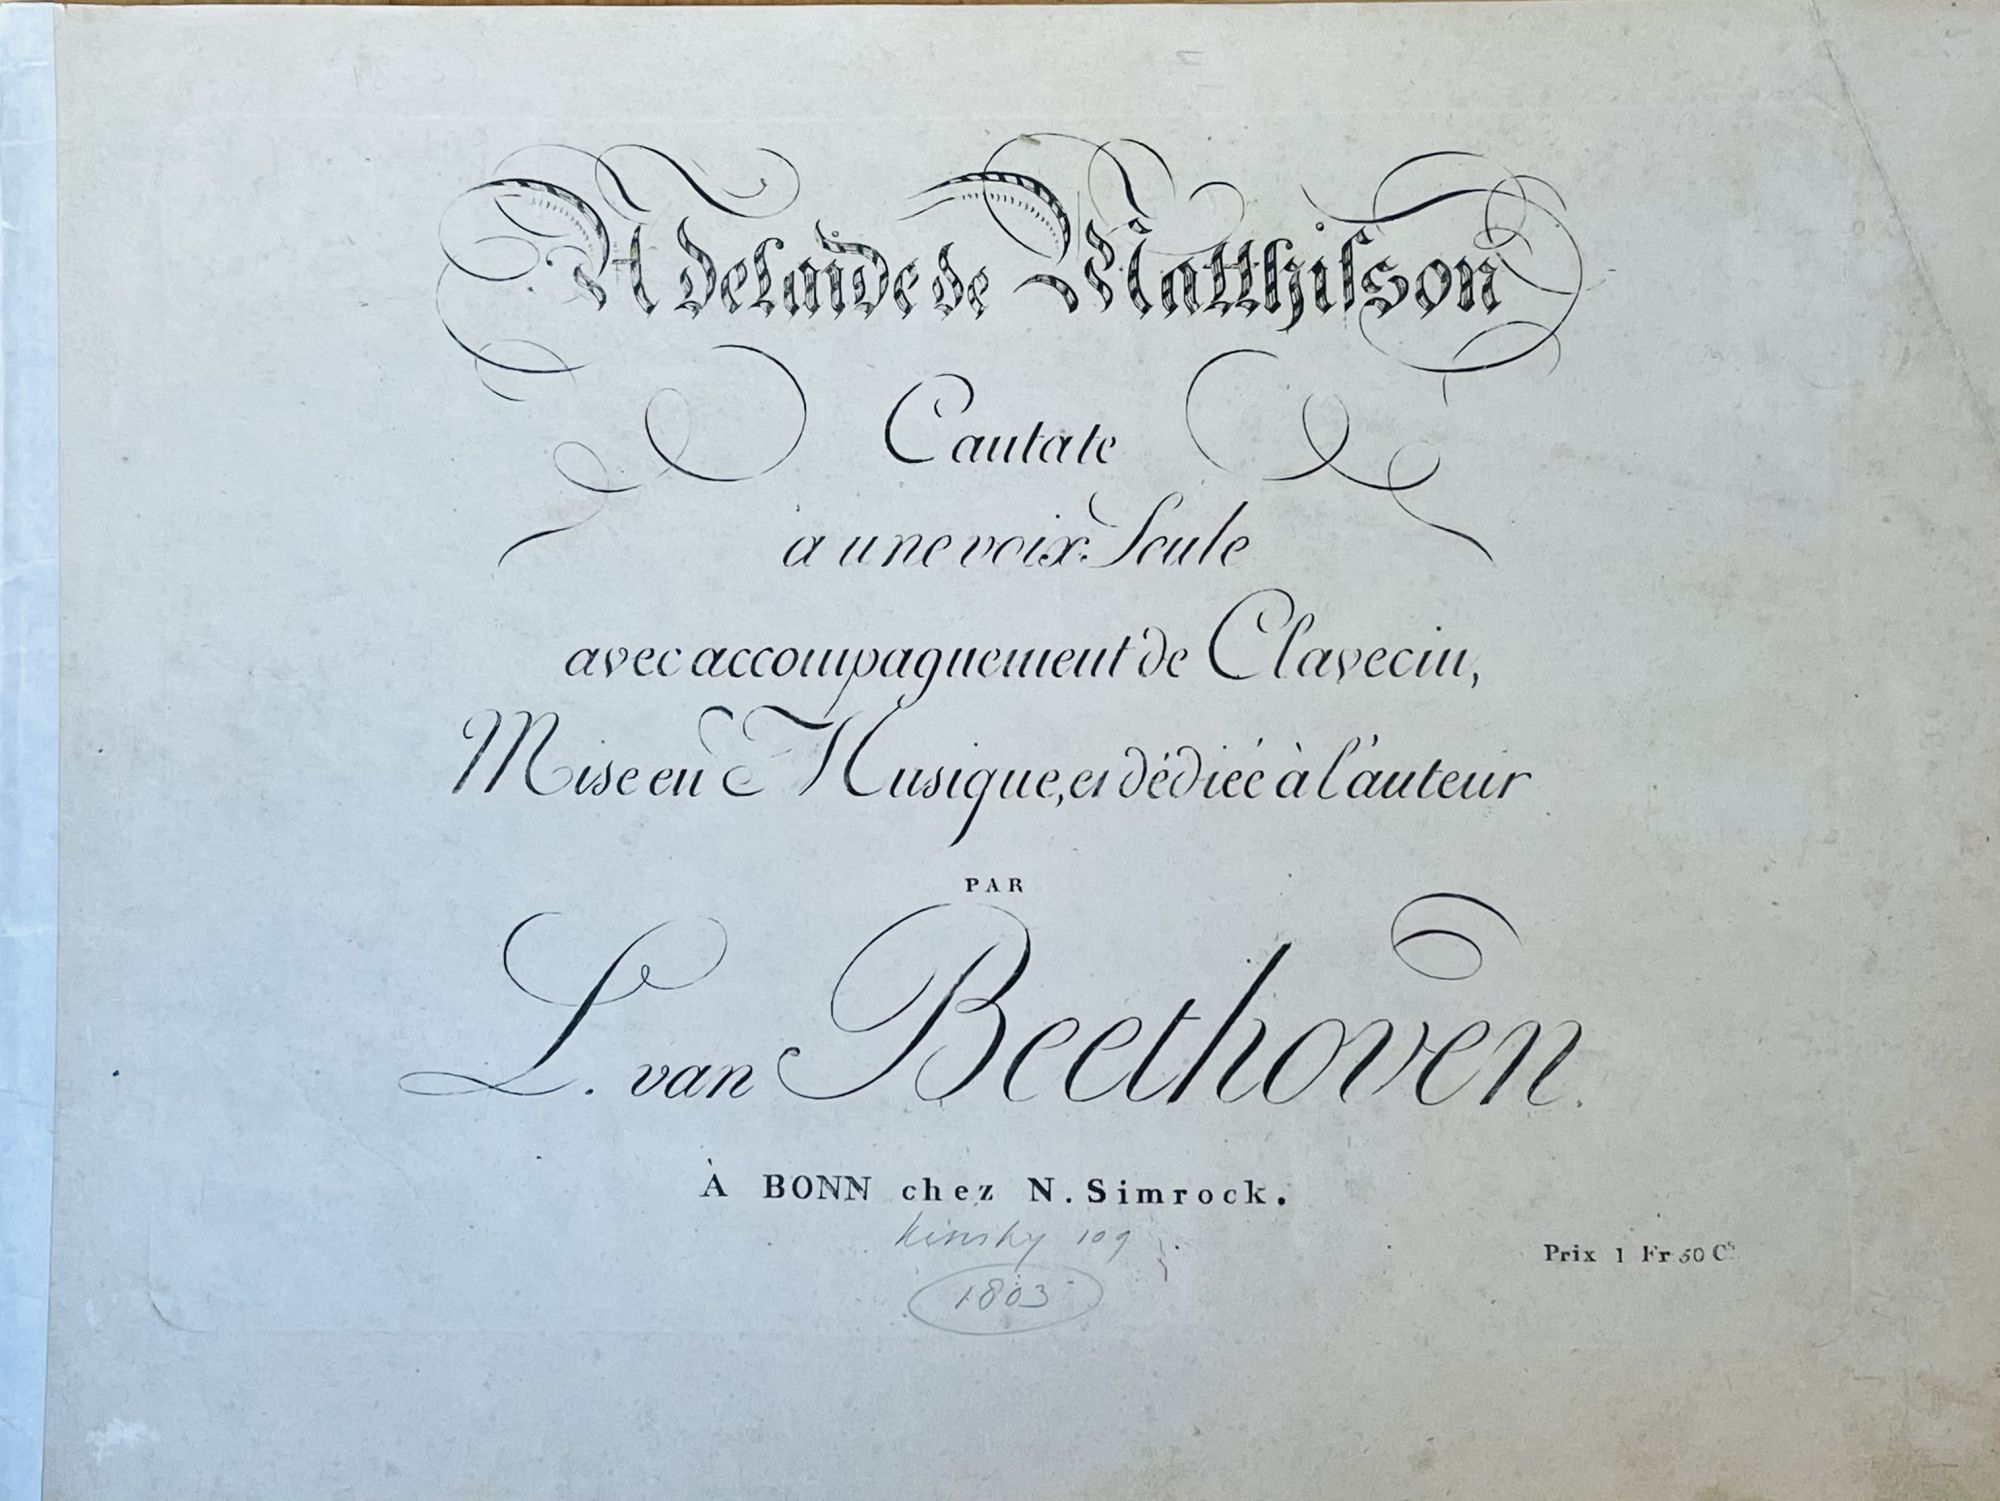 Adelaïde de Matthiſson
Cantate
à une voix Seule
avec accompagnement de Clavecin,
Mise en Musique, et dédiée à l'auteur
PAR
L. van Beethoven.
À BONN chez N. Simrock.
Kinsky 109
1803
Prix 1 Fr 50 Cs